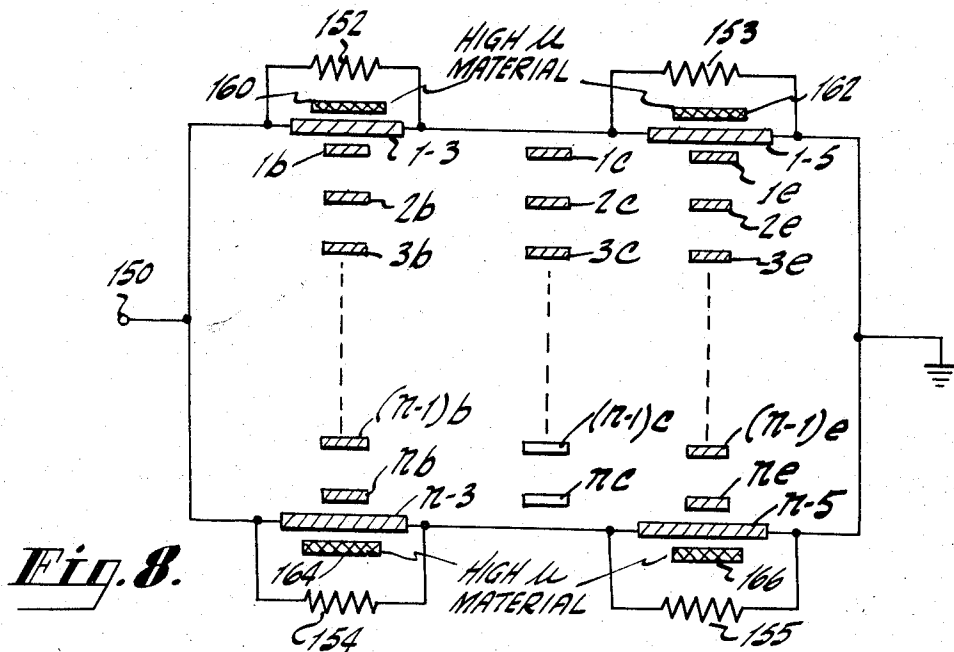 152
HIGH μ
MATERIAL
153
160
162
1b
1-3
1c
1-5
1e
2b
2c
2e
3b
3c
3e
150
(n-1)b
(n-1)c
(n-1)e
nb
nc
ne
n-3
n-5
164
HIGH μ
MATERIAL
166
154
155
Fig. 8.